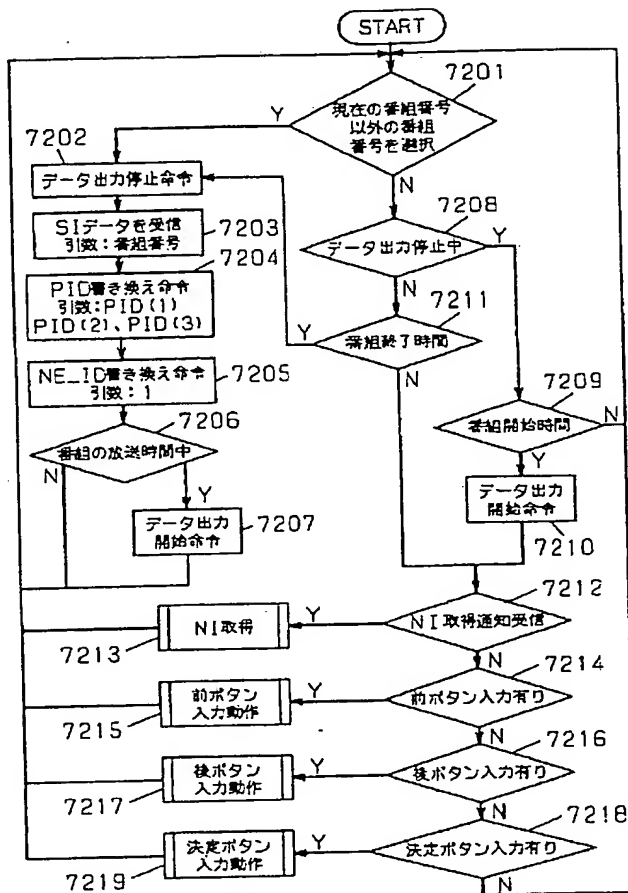 START
7201
現在の番組番号
以外の番組
番号を選択
Y
N
7202
データ出力停止命令
SIデータを受信
引数:番組番号
7203
7204
PID書き換え命令
引数:PID(1)
PID(2)、PID(3)
NE_ID書き換え命令
引数:1
7205
7206
番組の放送時間中
N
Y
データ出力
開始命令
7207
7208
データ出力停止中
Y
N
7211
番組終了時間
Y
N
7209
番組開始時間
N
Y
データ出力
開始命令
7210
7212
NI取得通知受信
Y
N
NI取得
7213
7214
前ボタン入力有り
Y
N
前ボタン
入力動作
7215
7216
後ボタン入力有り
Y
N
後ボタン
入力動作
7217
7218
決定ボタン入力有り
Y
N
決定ボタン
入力動作
7219